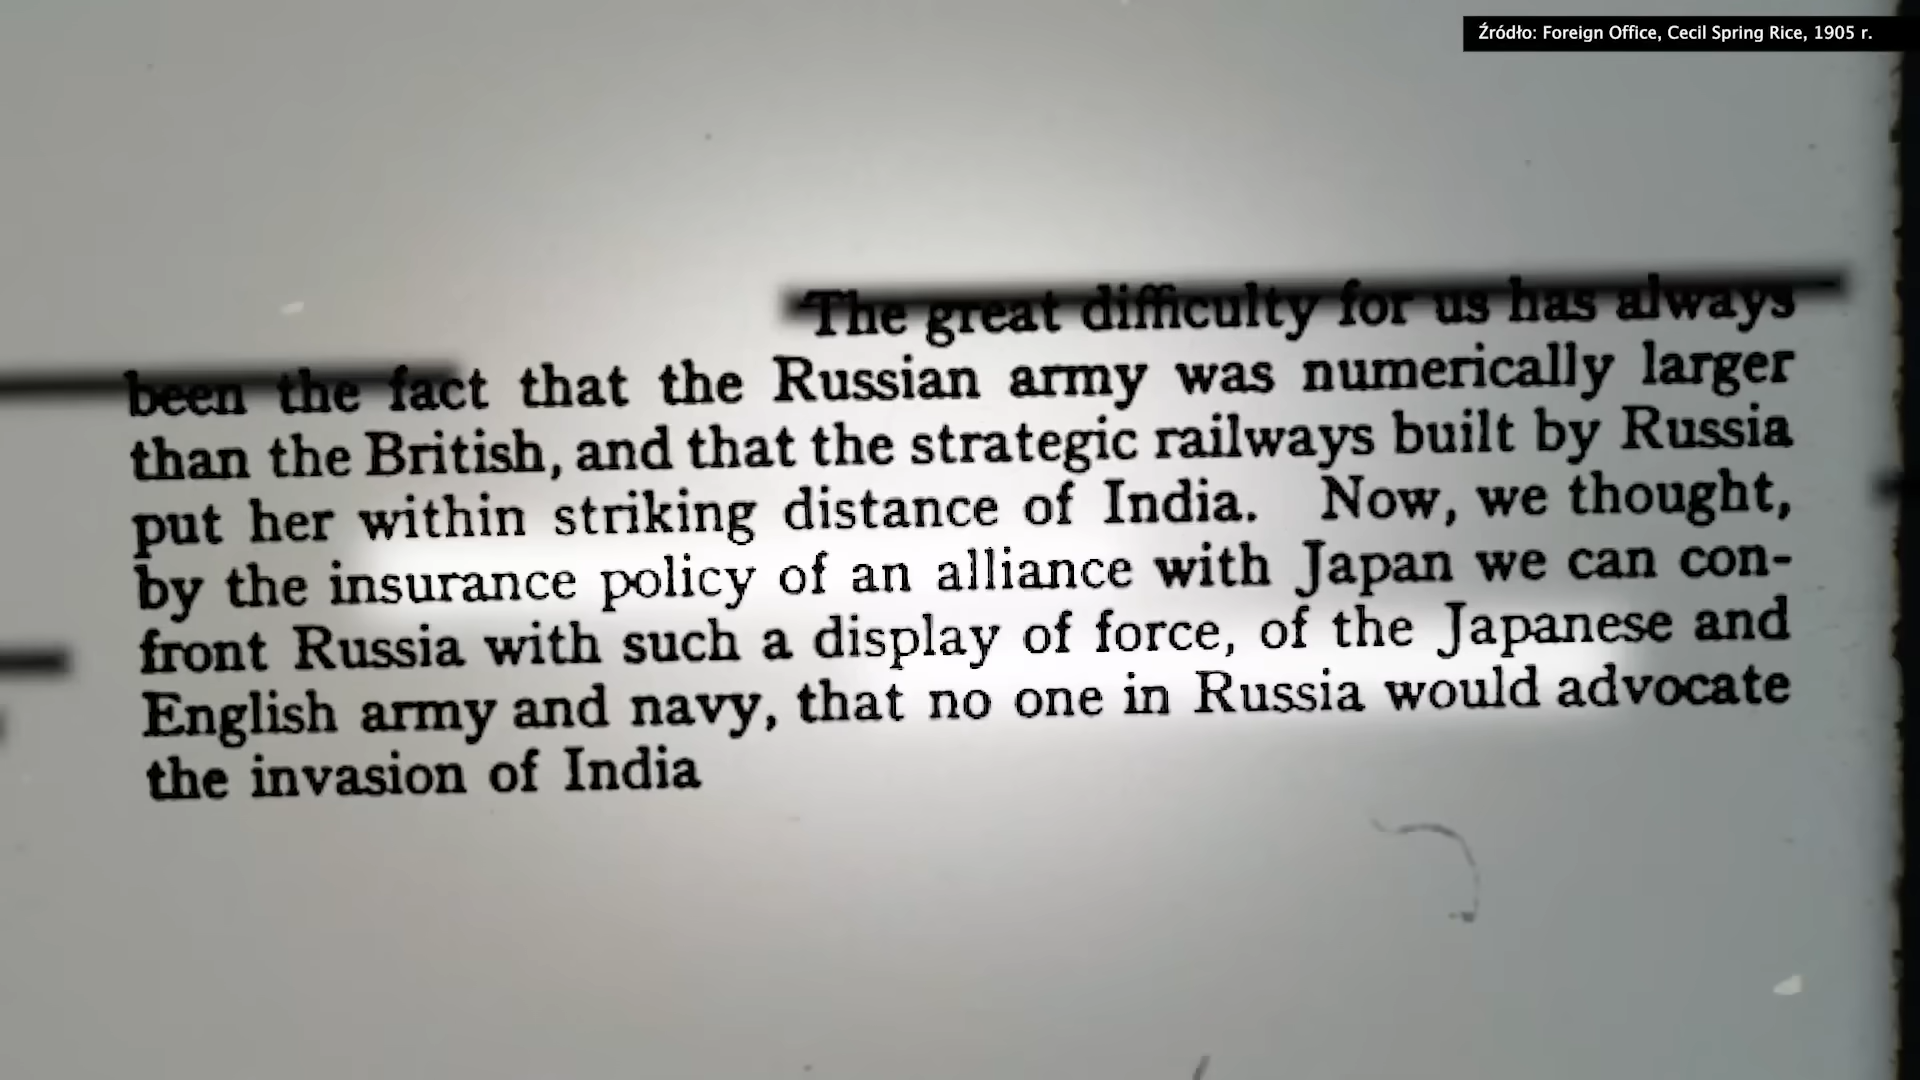 Źródło: Foreign Office, Cecil Spring Rice, 1905 r.
The great difficulty for us has always
been the fact that the Russian army was numerically larger
than the British, and that the strategic railways built by Russia
put her within striking distance of India. Now, we thought,
by the insurance policy of an alliance with Japan we can con-
front Russia with such a display of force, of the Japanese and
English army and navy, that no one in Russia would advocate
the invasion of India